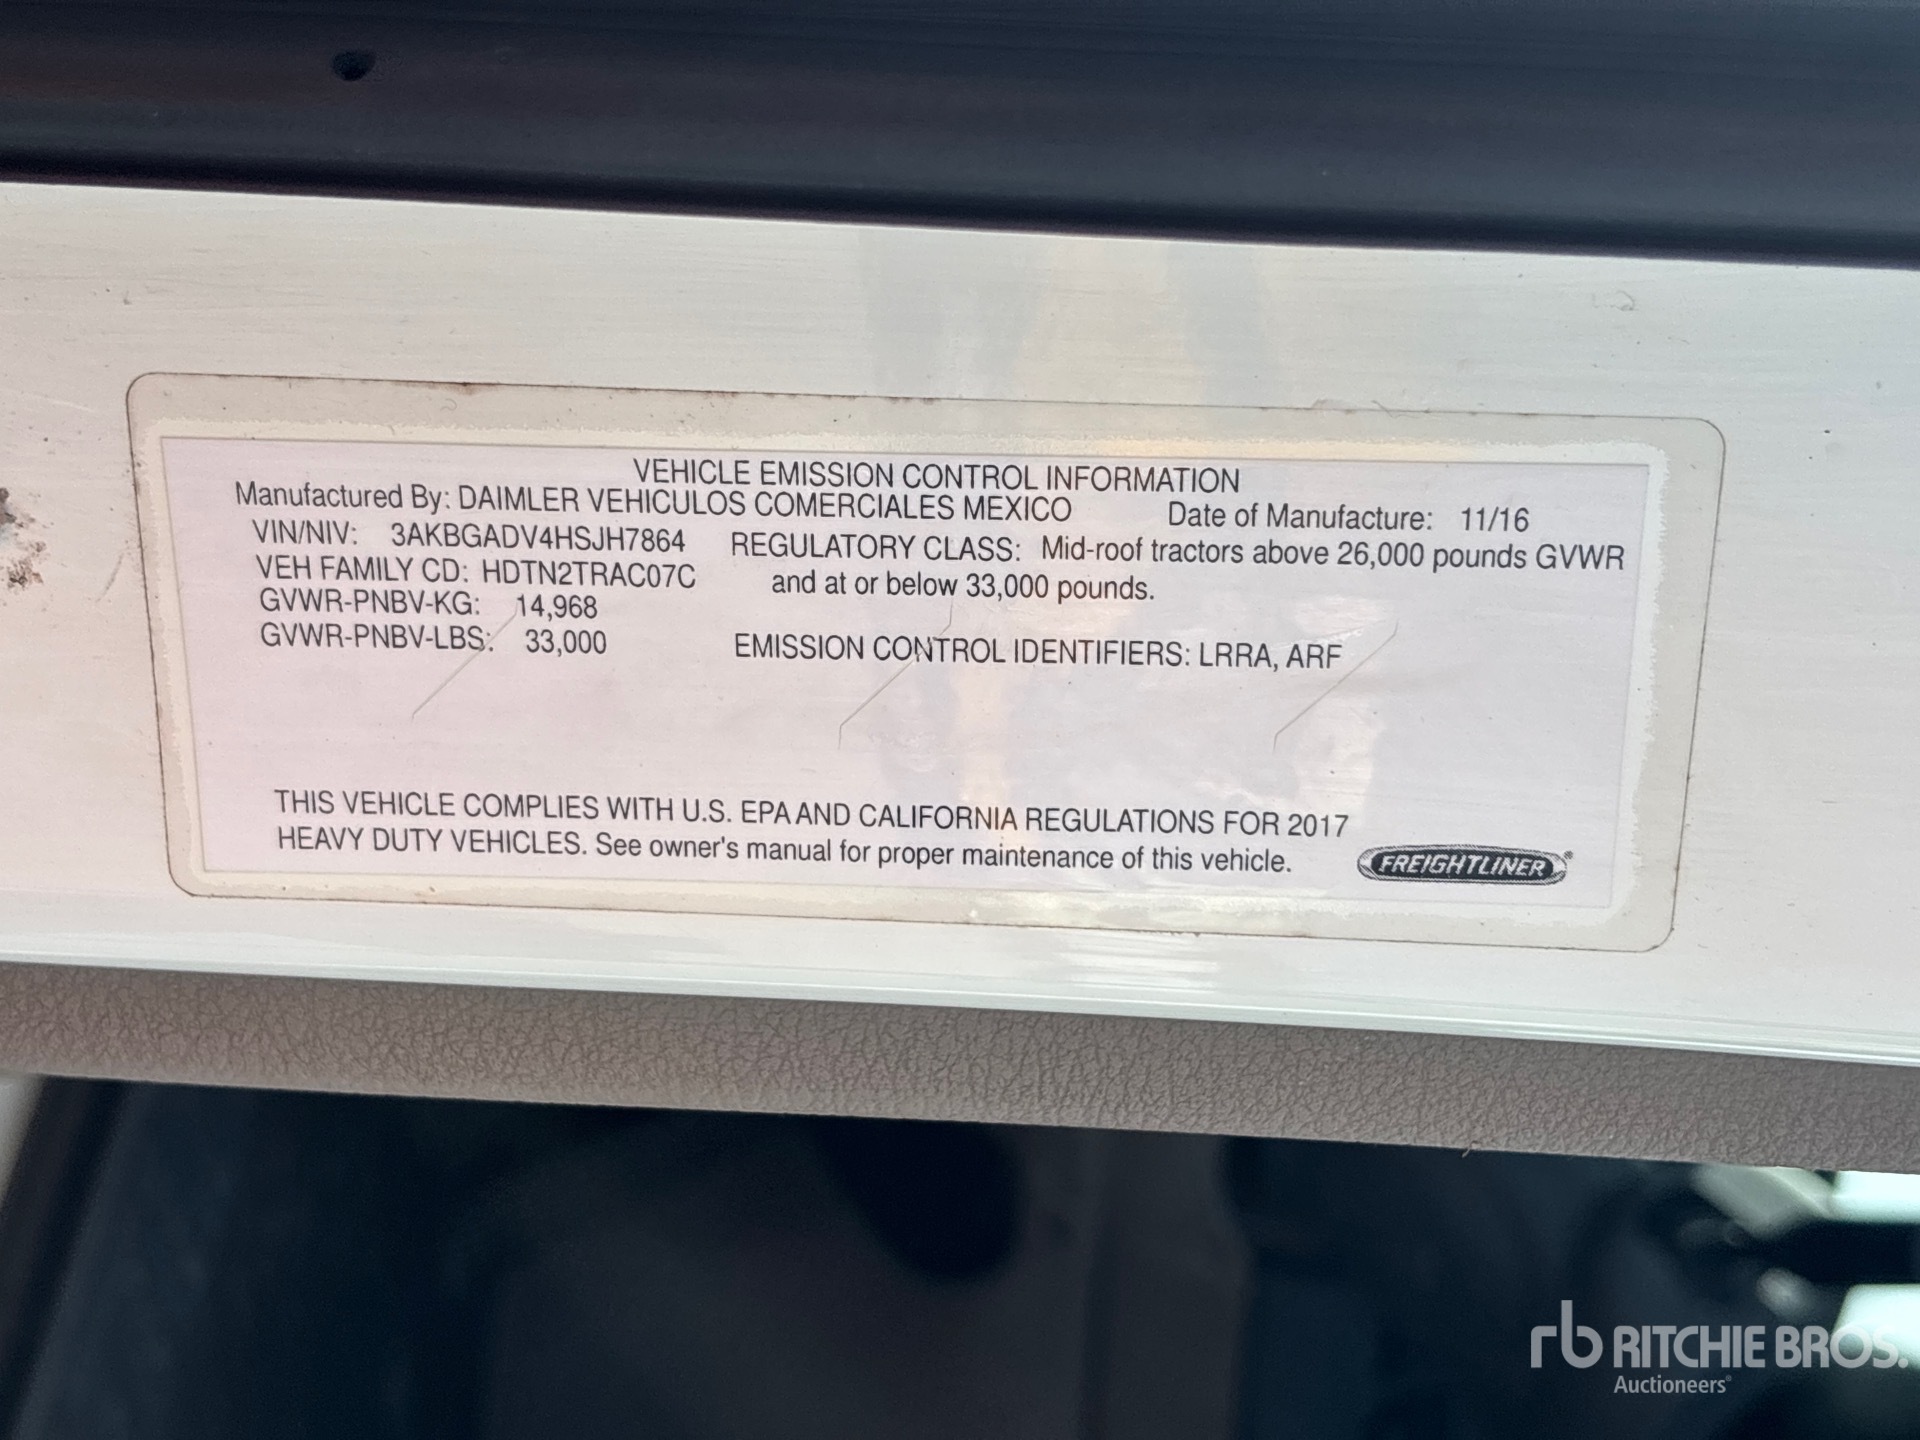 VEHICLE EMISSION CONTROL INFORMATION
Manufactured By: DAIMLER VEHICULOS COMERCIALES MEXICO Date of Manufacture: 11/16
VIN/NIV: 3AKBGADV4HSJH7864 REGULATORY CLASS: Mid-roof tractors above 26,000 pounds GVWR
VEH FAMILY CD: HDTN2TRAC07C and at or below 33,000 pounds.
GVWR-PNBV-KG: 14,968
GVWR-PNBV-LBS: 33,000 EMISSION CONTROL IDENTIFIERS: LRRA, ARF
THIS VEHICLE COMPLIES WITH U.S. EPA AND CALIFORNIA REGULATIONS FOR 2017
HEAVY DUTY VEHICLES. See owner's manual for proper maintenance of this vehicle.
FREIGHTLINER®
rb RITCHIE BROS.
Auctioneers®